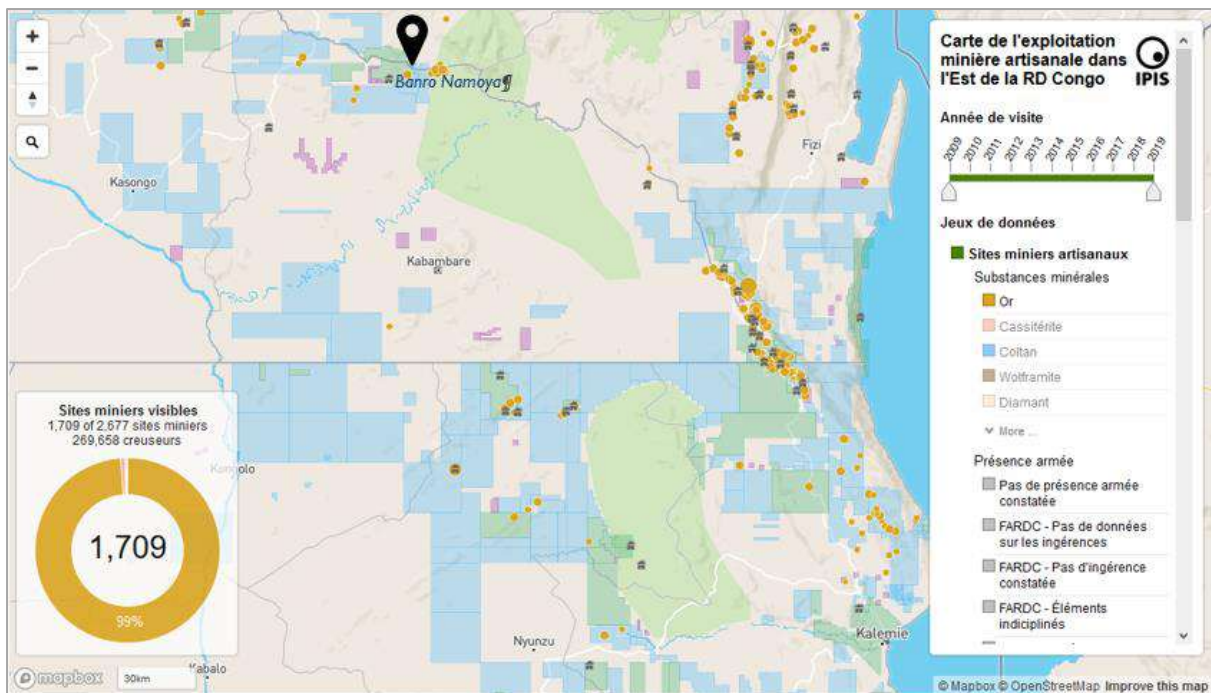 +
−
Banro Namoya¶
Kasongo
Fizi
Kabambare
Kongolo
Nyunzu
Kabalo
Kalemie
Carte de l'exploitation
minière artisanale dans
l'Est de la RD Congo
IPIS
Année de visite
2009 2010 2011 2012 2013 2014 2015 2016 2017 2018 2019
Jeux de données
Sites miniers artisanaux
Substances minérales
Or
Cassitérite
Coltan
Wolframite
Diamant
More ...
Présence armée
Pas de présence armée
constatée
FARDC - Pas de données
sur les ingérences
FARDC - Pas d'ingérence
constatée
FARDC - Éléments
indiciplinés
Sites miniers visibles
1,709 of 2,677 sites miniers
269,658 creuseurs
1,709
99%
mapbox
30km
© Mapbox © OpenStreetMap Improve this map